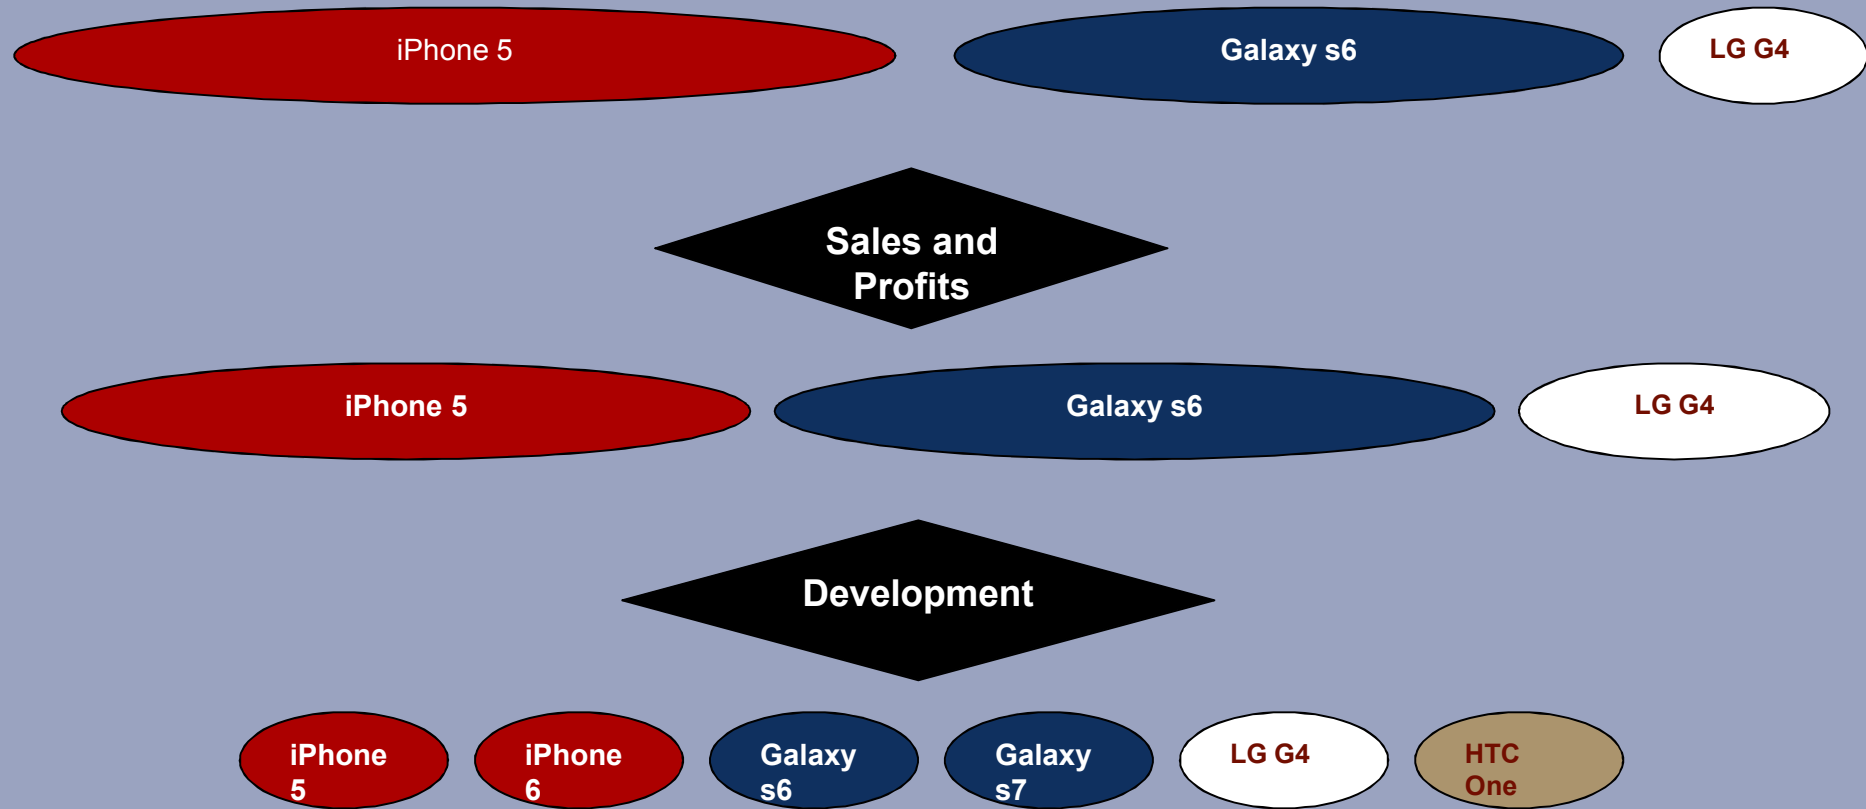 iPhone 5
Galaxy s6
LG G4
Sales and
Profits
iPhone 5
Galaxy s6
LG G4
Development
iPhone
5
iPhone
6
Galaxy
s6
Galaxy
s7
LG G4
HTC
One